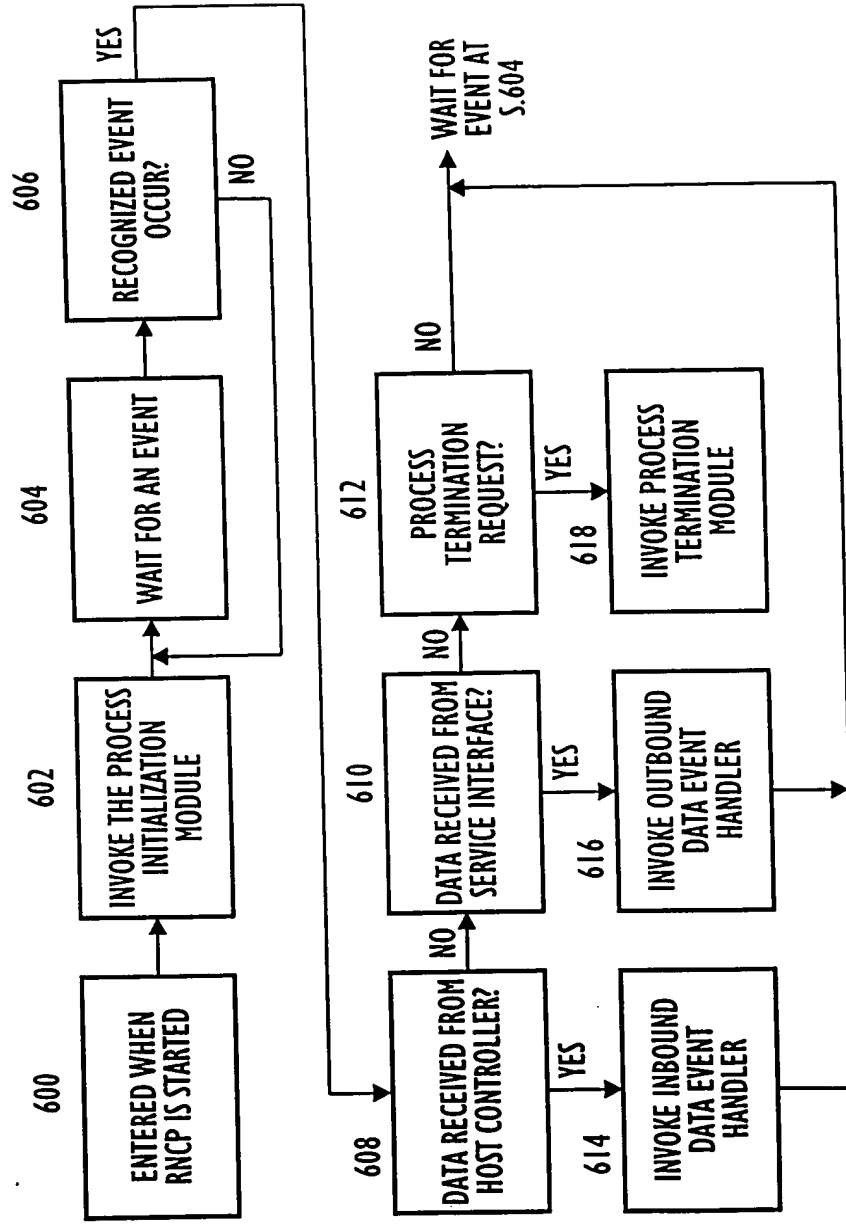 600
ENTERED WHEN
RNCP IS STARTED
602
INVOKE THE PROCESS
INITIALIZATION
MODULE
604
WAIT FOR AN EVENT
606
RECOGNIZED EVENT
OCCUR?
YES
NO
608
DATA RECEIVED FROM
HOST CONTROLLER?
NO
YES
610
DATA RECEIVED FROM
SERVICE INTERFACE?
NO
YES
612
PROCESS
TERMINATION
REQUEST?
NO
YES
WAIT FOR
EVENT AT
S.604
614
INVOKE INBOUND
DATA EVENT
HANDLER
616
INVOKE OUTBOUND
DATA EVENT
HANDLER
618
INVOKE PROCESS
TERMINATION
MODULE